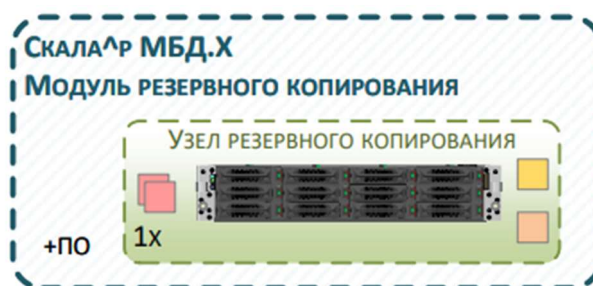 Скала^р МБД.Х
Модуль резервного копирования
Узел резервного копирования
1x
+ПО